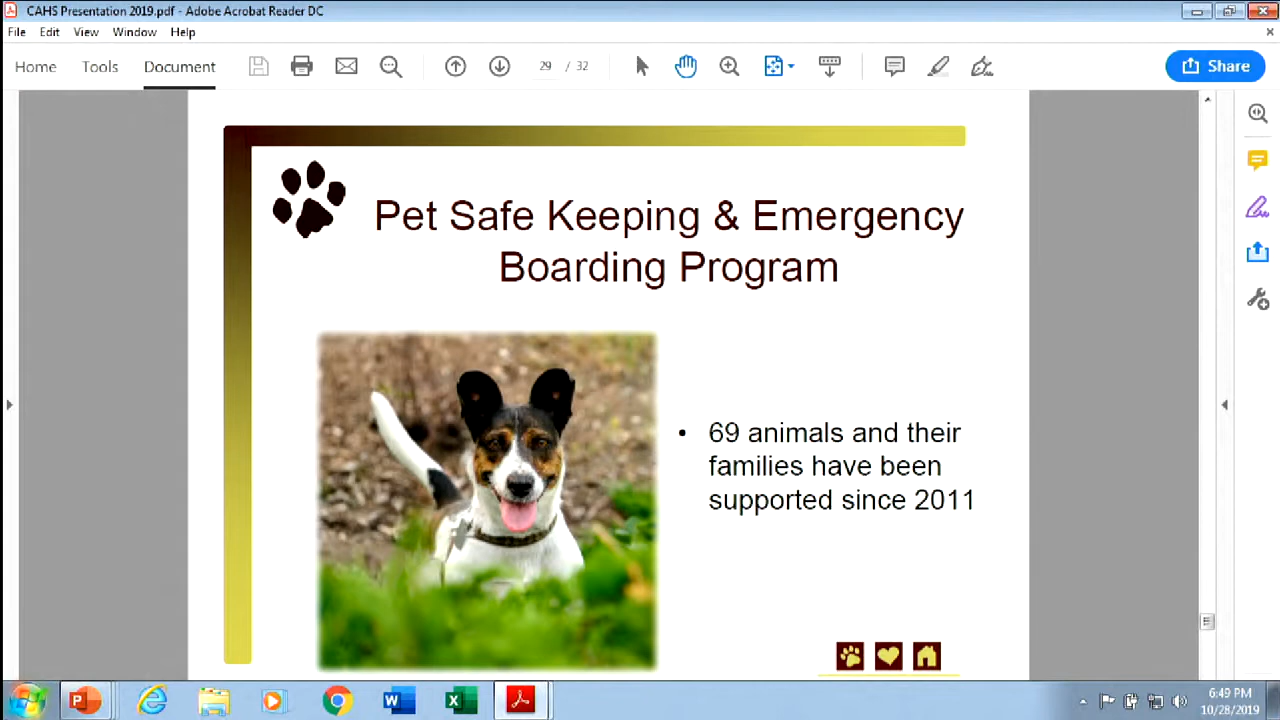 CAHS Presentation 2019.pdf - Adobe Acrobat Reader DC
File Edit View Window Help
Home Tools Document 29 / 32 Share
Pet Safe Keeping & Emergency
Boarding Program
• 69 animals and their
families have been
supported since 2011
6:49 PM
10/28/2019